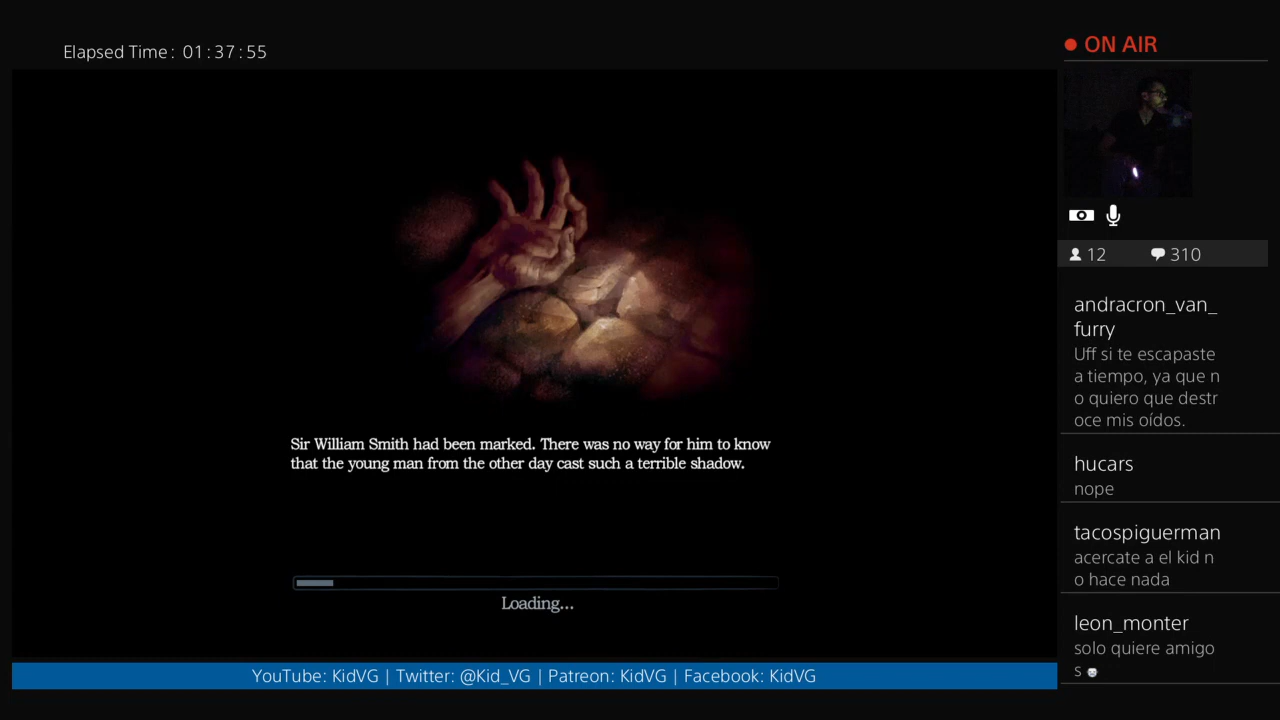 Elapsed Time: 01:37:55
ON AIR
12 310
andracron_van_
furry
Uff si te escapaste
a tiempo, ya que n
o quiero que destr
oce mis oídos.
hucars
nope
tacospiguerman
acercate a el kid n
o hace nada
leon_monter
solo quiere amigo
s
Sir William Smith had been marked. There was no way for him to know
that the young man from the other day cast such a terrible shadow.
Loading...
YouTube: KidVG | Twitter: @Kid_VG | Patreon: KidVG | Facebook: KidVG